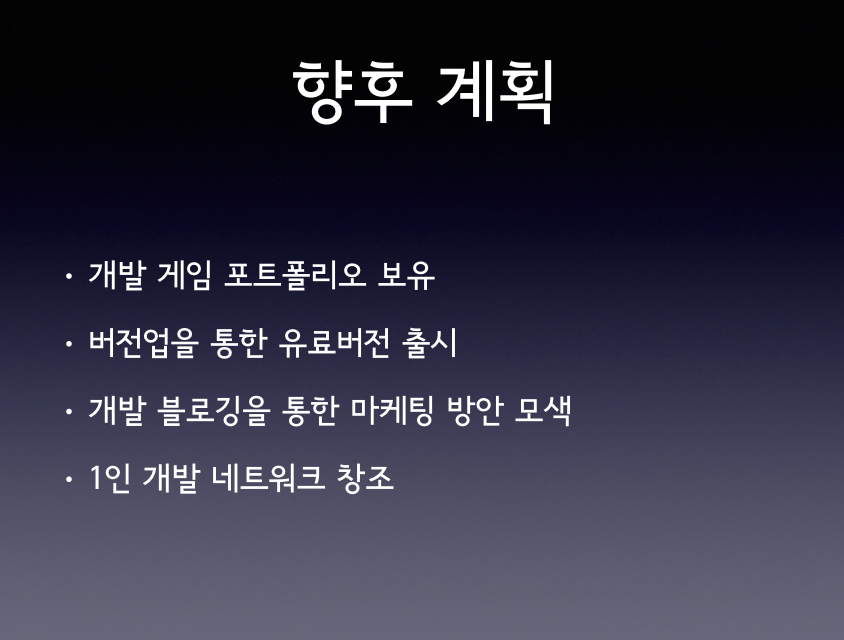 향후 계획
• 개발 게임 포트폴리오 보유
• 버전업을 통한 유료버전 출시
• 개발 블로깅을 통한 마케팅 방안 모색
• 1인 개발 네트워크 창조